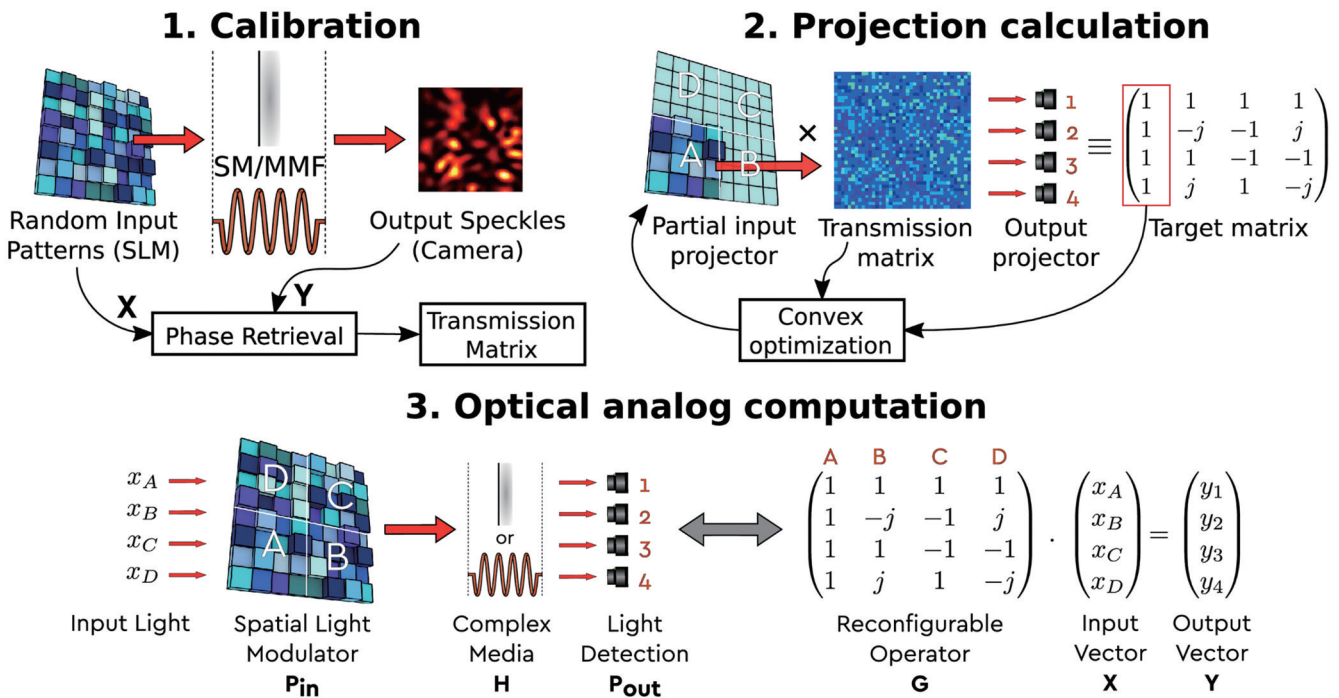 1. Calibration
SM/MMF
Random Input
Patterns (SLM)
Output Speckles
(Camera)
X
Y
Phase Retrieval
Transmission
Matrix
2. Projection calculation
D
C
A
B
×
1
2
3
4
≡
1 1 1 1
1 -j -1 j
1 1 -1 -1
1 j 1 -j
Partial input
projector
Transmission
matrix
Output
projector
Target matrix
Convex
optimization
3. Optical analog computation
x_A
x_B
x_C
x_D
D
C
A
B
or
1
2
3
4
A B C D
1 1 1 1
1 -j -1 j
1 1 -1 -1
1 j 1 -j
·
x_A
x_B
x_C
x_D
=
y_1
y_2
y_3
y_4
Input Light
Spatial Light
Modulator
Pin
Complex
Media
H
Light
Detection
Pout
Reconfigurable
Operator
G
Input
Vector
X
Output
Vector
Y